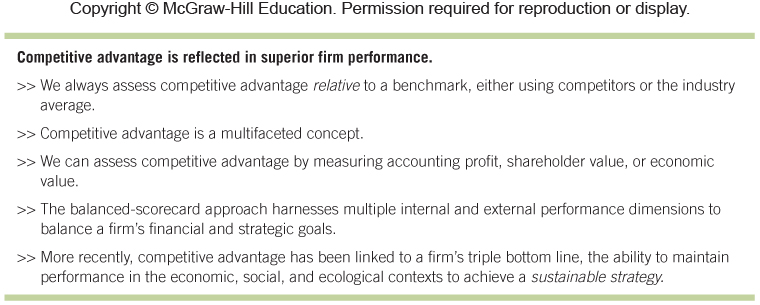 Copyright © McGraw-Hill Education. Permission required for reproduction or display.
Competitive advantage is reflected in superior firm performance.
>> We always assess competitive advantage relative to a benchmark, either using competitors or the industry
average.
>> Competitive advantage is a multifaceted concept.
>> We can assess competitive advantage by measuring accounting profit, shareholder value, or economic
value.
>> The balanced-scorecard approach harnesses multiple internal and external performance dimensions to
balance a firm's financial and strategic goals.
>> More recently, competitive advantage has been linked to a firm's triple bottom line, the ability to maintain
performance in the economic, social, and ecological contexts to achieve a sustainable strategy.